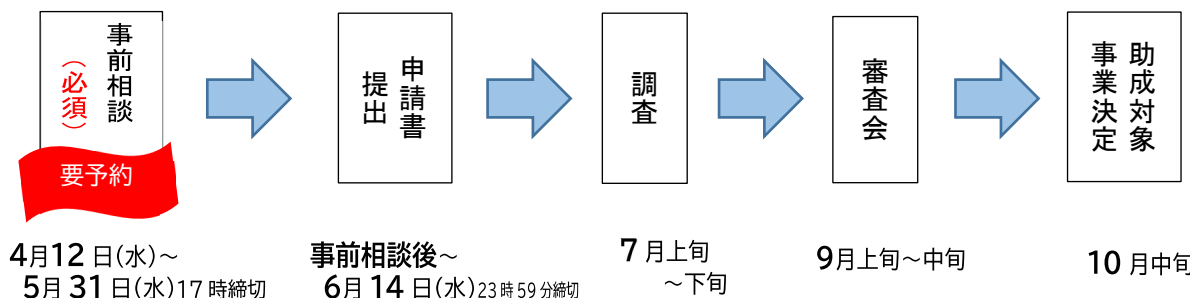 事前相談
（必須）
要予約
申請書
提出
調査
審査会
助成対象
事業決定
4月12日(水)～
5月31日(水)17時締切
事前相談後～
6月14日(水)23時59分締切
7月上旬
～下旬
9月上旬～中旬
10月中旬